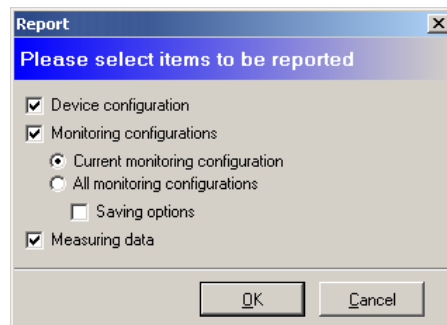 Report
Please select items to be reported
Device configuration
Monitoring configurations
Current monitoring configuration
All monitoring configurations
Saving options
Measuring data
OK Cancel